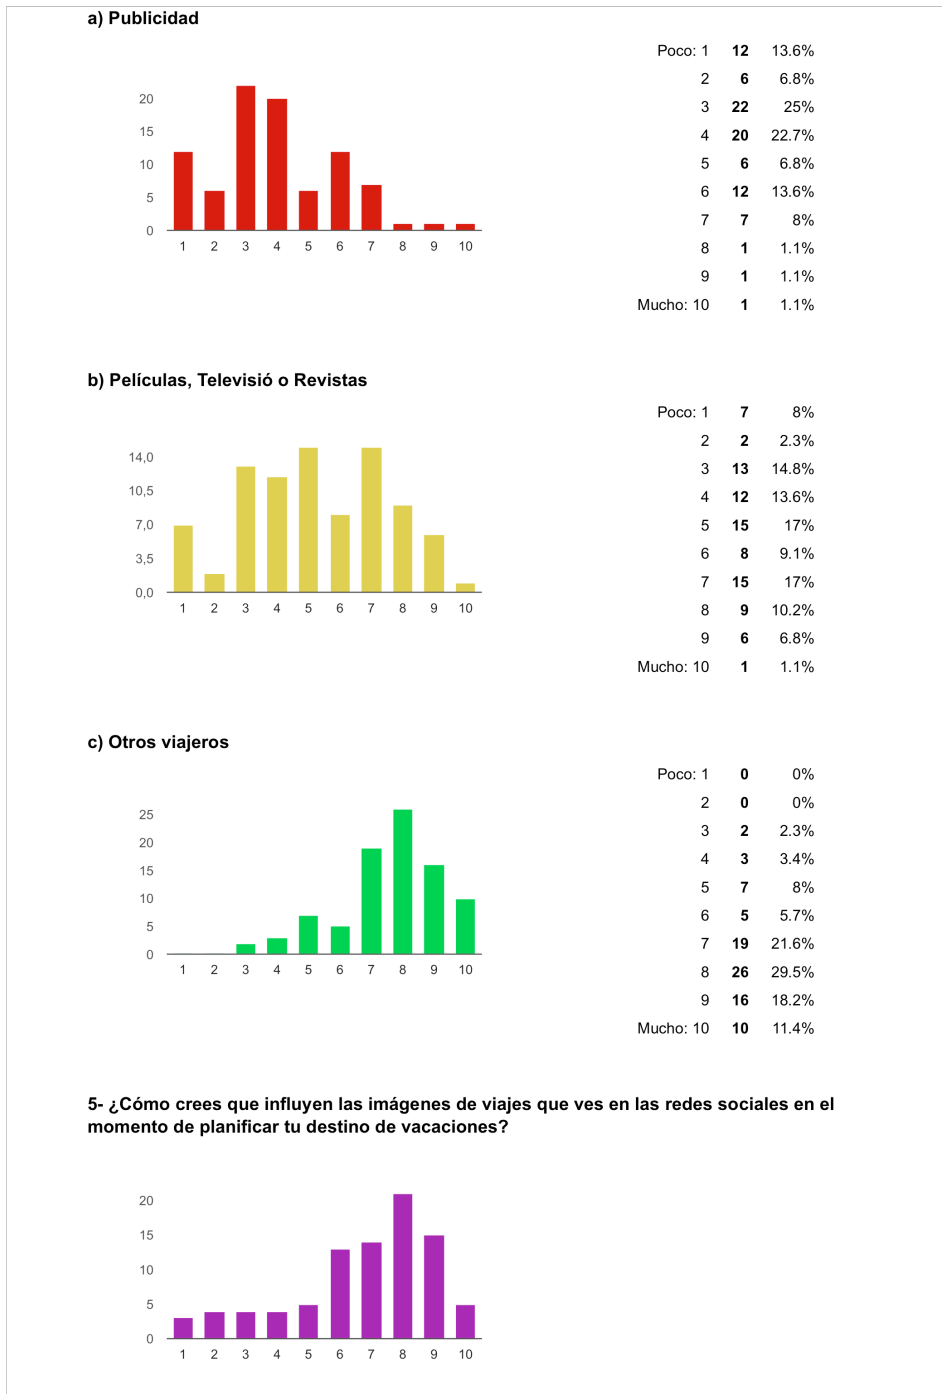 a) Publicidad
Poco: 1 12 13.6%
2 6 6.8%
3 22 25%
4 20 22.7%
5 6 6.8%
6 12 13.6%
7 7 8%
8 1 1.1%
9 1 1.1%
Mucho: 10 1 1.1%
20
15
10
5
0
1 2 3 4 5 6 7 8 9 10
b) Películas, Televisió o Revistas
Poco: 1 7 8%
2 2 2.3%
3 13 14.8%
4 12 13.6%
5 15 17%
6 8 9.1%
7 15 17%
8 9 10.2%
9 6 6.8%
Mucho: 10 1 1.1%
14,0
10,5
7,0
3,5
0,0
1 2 3 4 5 6 7 8 9 10
c) Otros viajeros
Poco: 1 0 0%
2 0 0%
3 2 2.3%
4 3 3.4%
5 7 8%
6 5 5.7%
7 19 21.6%
8 26 29.5%
9 16 18.2%
Mucho: 10 10 11.4%
25
20
15
10
5
0
1 2 3 4 5 6 7 8 9 10
5- ¿Cómo crees que influyen las imágenes de viajes que ves en las redes sociales en el
momento de planificar tu destino de vacaciones?
20
15
10
5
0
1 2 3 4 5 6 7 8 9 10